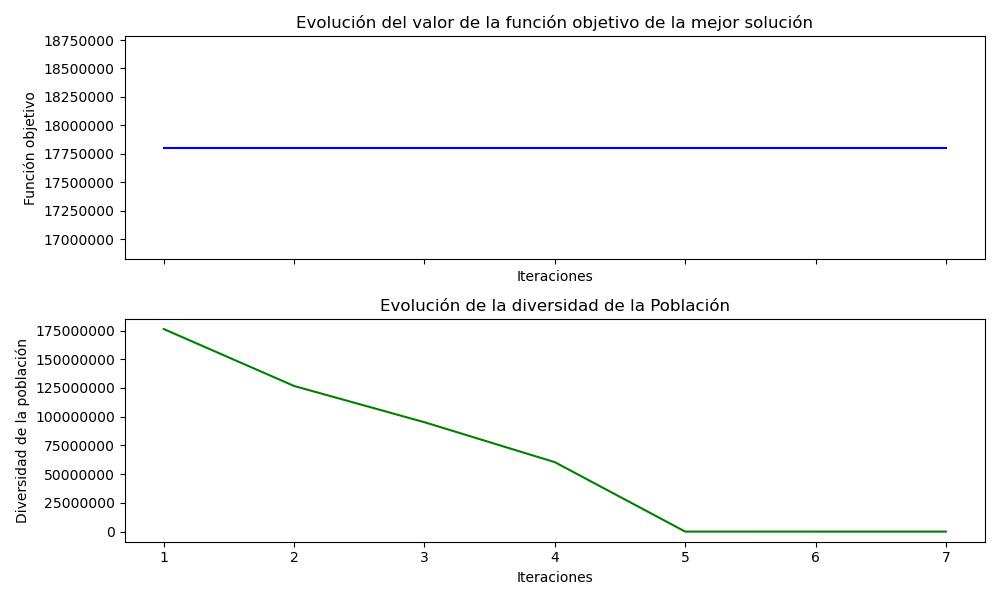 Evolución del valor de la función objetivo de la mejor solución
18750000
18500000
18250000
18000000
17750000
17500000
17250000
17000000
Función objetivo
Iteraciones
Evolución de la diversidad de la Población
175000000
150000000
125000000
100000000
75000000
50000000
25000000
0
Diversidad de la población
1 2 3 4 5 6 7
Iteraciones